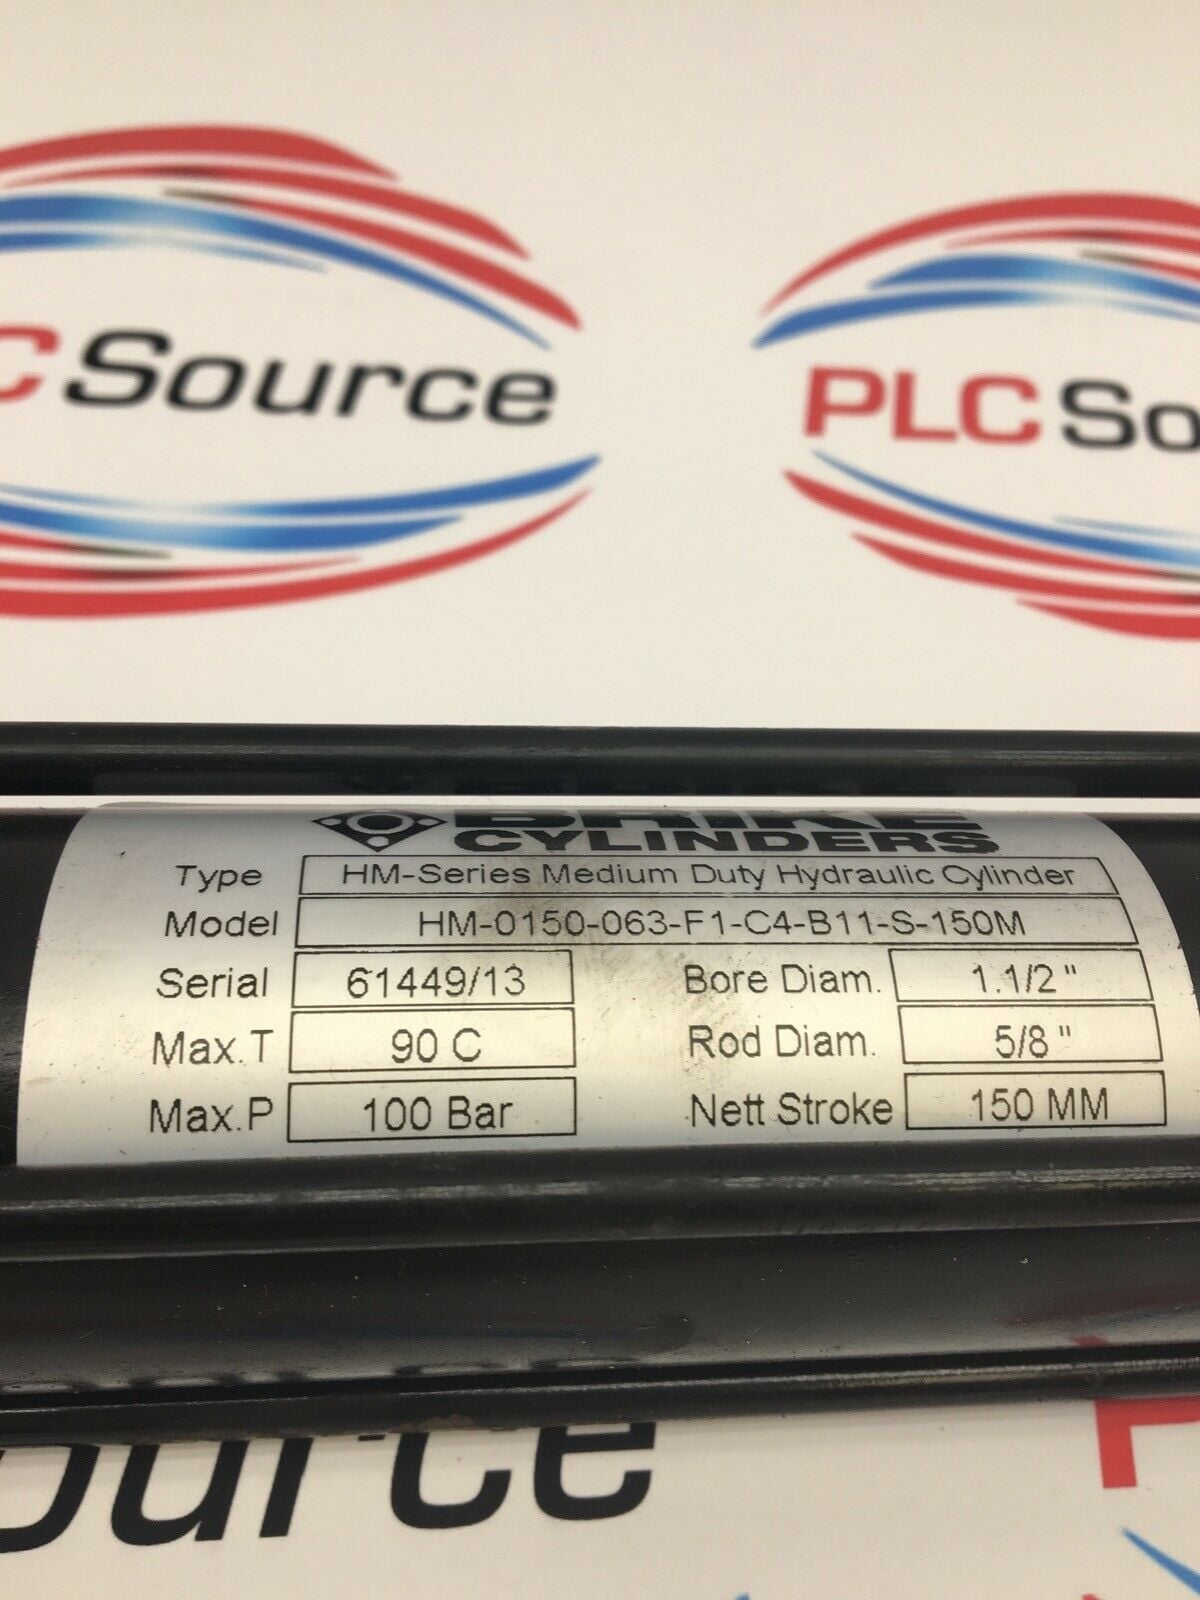 C Source
PLC So
BRIKE
CYLINDERS
Type HM-Series Medium Duty Hydraulic Cylinder
Model HM-0150-063-F1-C4-B11-S-150M
Serial 61449/13 Bore Diam. 1.1/2"
Max.T 90 C Rod Diam. 5/8"
Max.P 100 Bar Nett Stroke 150 MM
ource
P